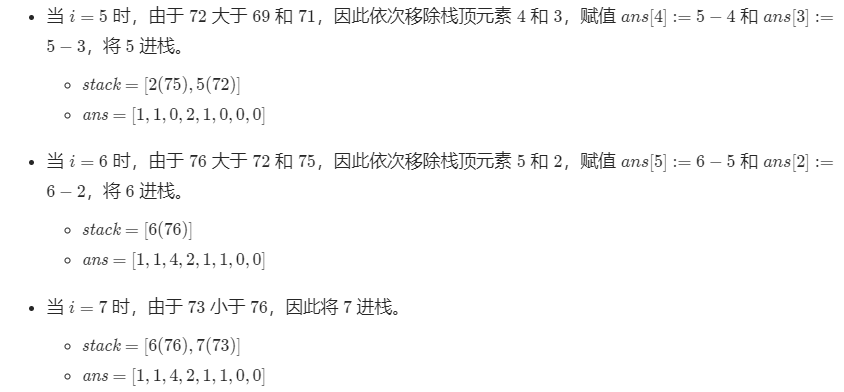 • 当 i = 5 时，由于 72 大于 69 和 71，因此依次移除栈顶元素 4 和 3，赋值 ans[4] := 5 − 4 和 ans[3] :=
5 − 3，将 5 进栈。
◦ stack = [2(75), 5(72)]
◦ ans = [1, 1, 0, 2, 1, 0, 0, 0]
• 当 i = 6 时，由于 76 大于 72 和 75，因此依次移除栈顶元素 5 和 2，赋值 ans[5] := 6 − 5 和 ans[2] :=
6 − 2，将 6 进栈。
◦ stack = [6(76)]
◦ ans = [1, 1, 4, 2, 1, 1, 0, 0]
• 当 i = 7 时，由于 73 小于 76，因此将 7 进栈。
◦ stack = [6(76), 7(73)]
◦ ans = [1, 1, 4, 2, 1, 1, 0, 0]